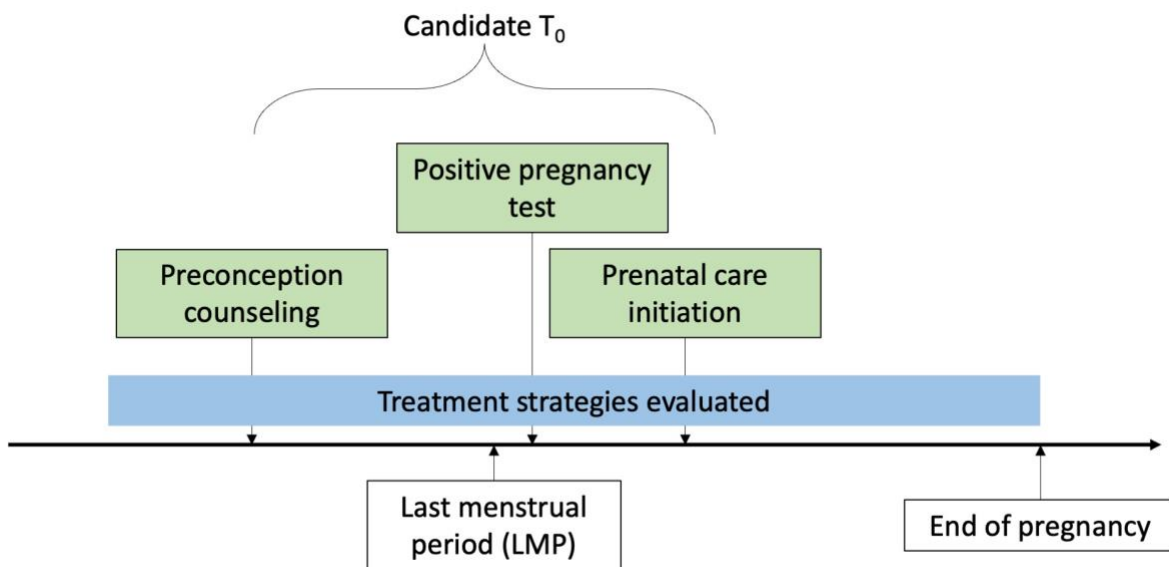 Candidate T₀
Positive pregnancy
test
Preconception
counseling
Prenatal care
initiation
Treatment strategies evaluated
Last menstrual
period (LMP)
End of pregnancy